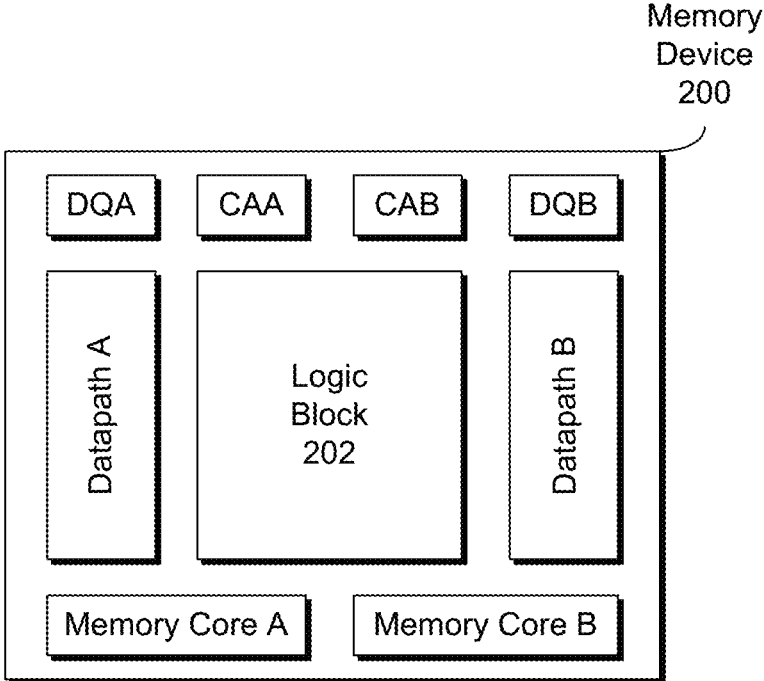 Memory
Device
200
DQA
CAA
CAB
DQB
Datapath A
Logic
Block
202
Datapath B
Memory Core A
Memory Core B